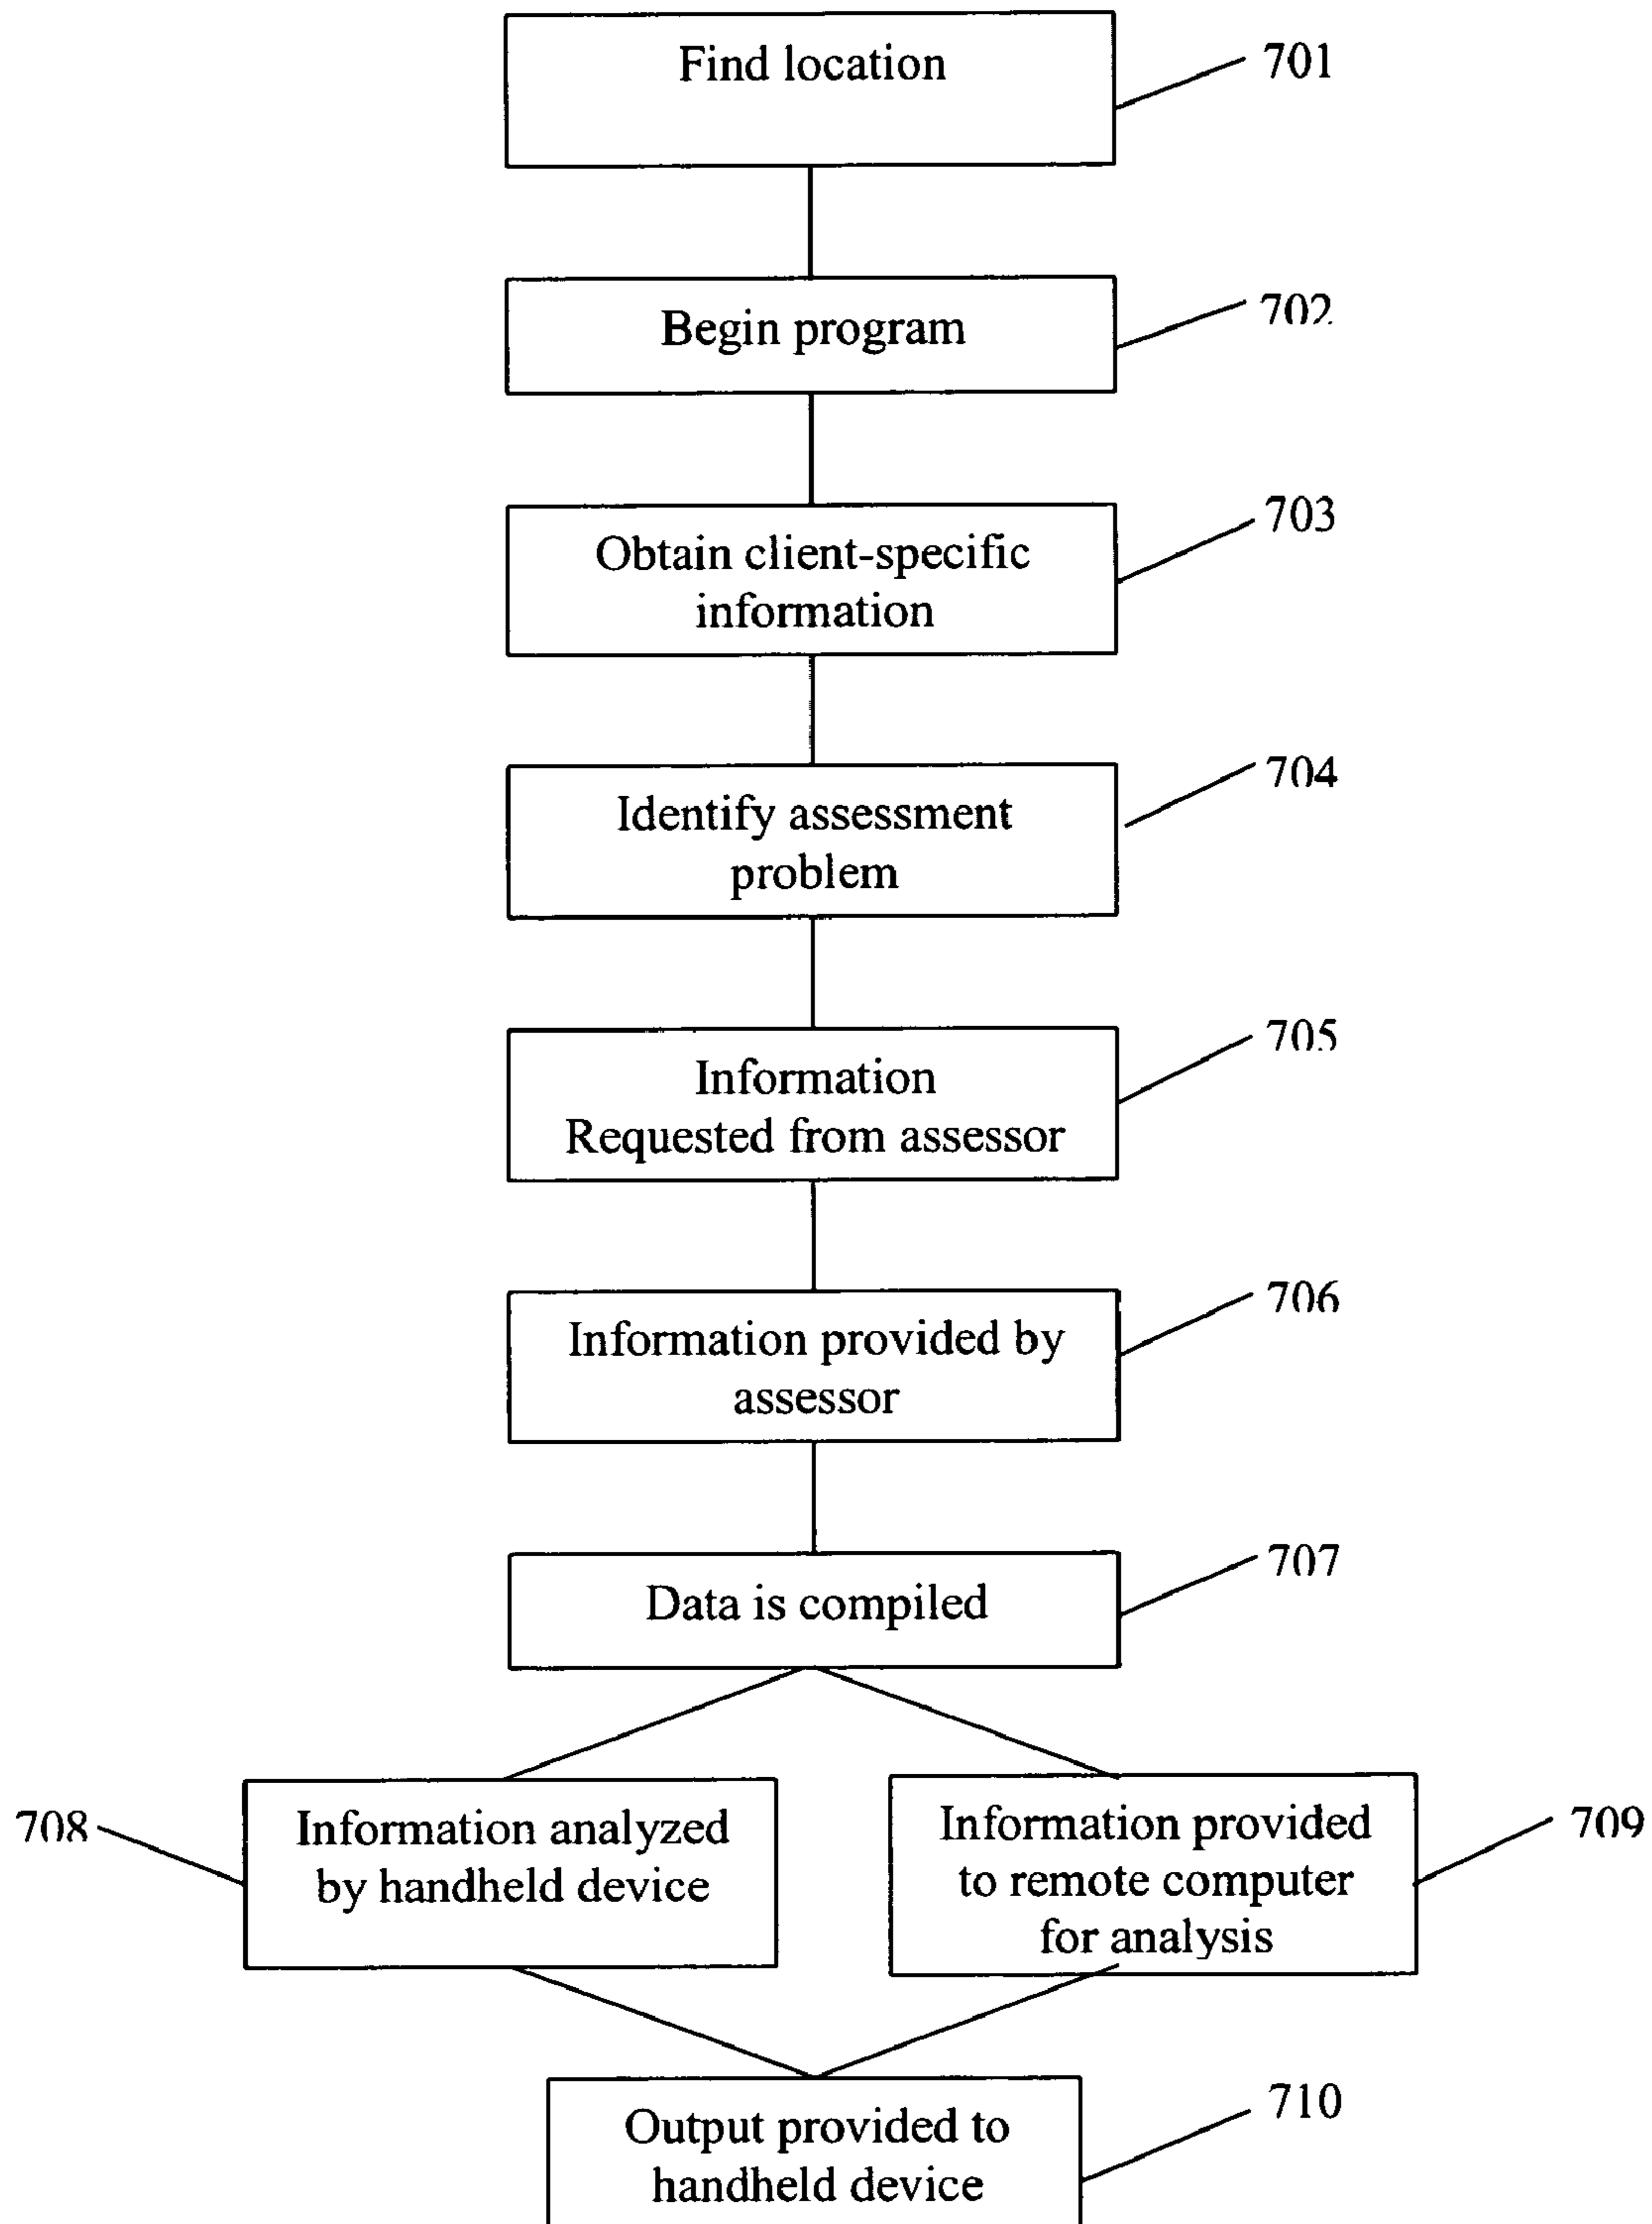 Find location
701
Begin program
702
Obtain client-specific
information
703
Identify assessment
problem
704
Information
Requested from assessor
705
Information provided by
assessor
706
Data is compiled
707
708
Information analyzed
by handheld device
Information provided
to remote computer
for analysis
709
Output provided to
handheld device
710